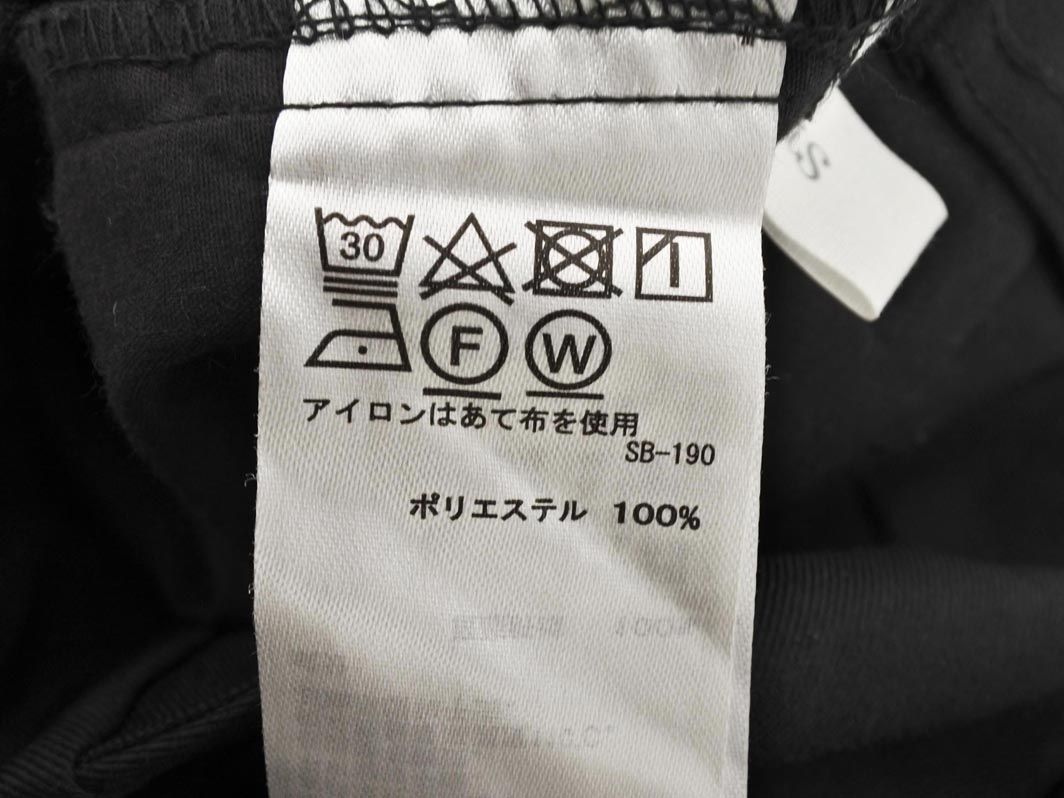 30
F W
アイロンはあて布を使用
SB-190
ポリエステル 100%
S